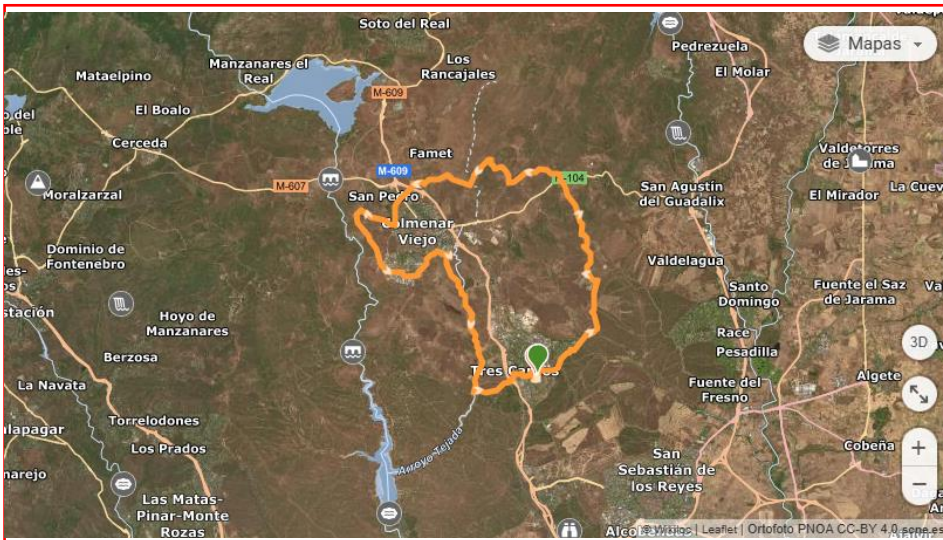 Soto del Real
Pedrezuela
Mapas
Manzanares el
Real
Los
Rancajales
El Molar
Mataelpino
M-609
El Boalo
Cerceda
Famet
M-609
Valdetorres
M-607
San Pedro
San Agustín
del Guadalix
El Mirador
La Cueva
Moralzarzal
Colmenar
Viejo
Dominio de
Fontenebro
Valdelagua
Santo
Domingo
Fuente el Saz
de Jarama
Hoyo de
Manzanares
Race
Pesadilla
3D
Berzosa
La Navata
Tres
Fuente del
Fresno
Algete
Torrelodones
Los Prados
Cobeña
San
Sebastián de
los Reyes
Arroyo Tejada
Las Matas-
Pinar-Monte
Rozas
© Wikiloc | Leaflet | Ortofoto PNOA CC-BY 4.0 scne.es